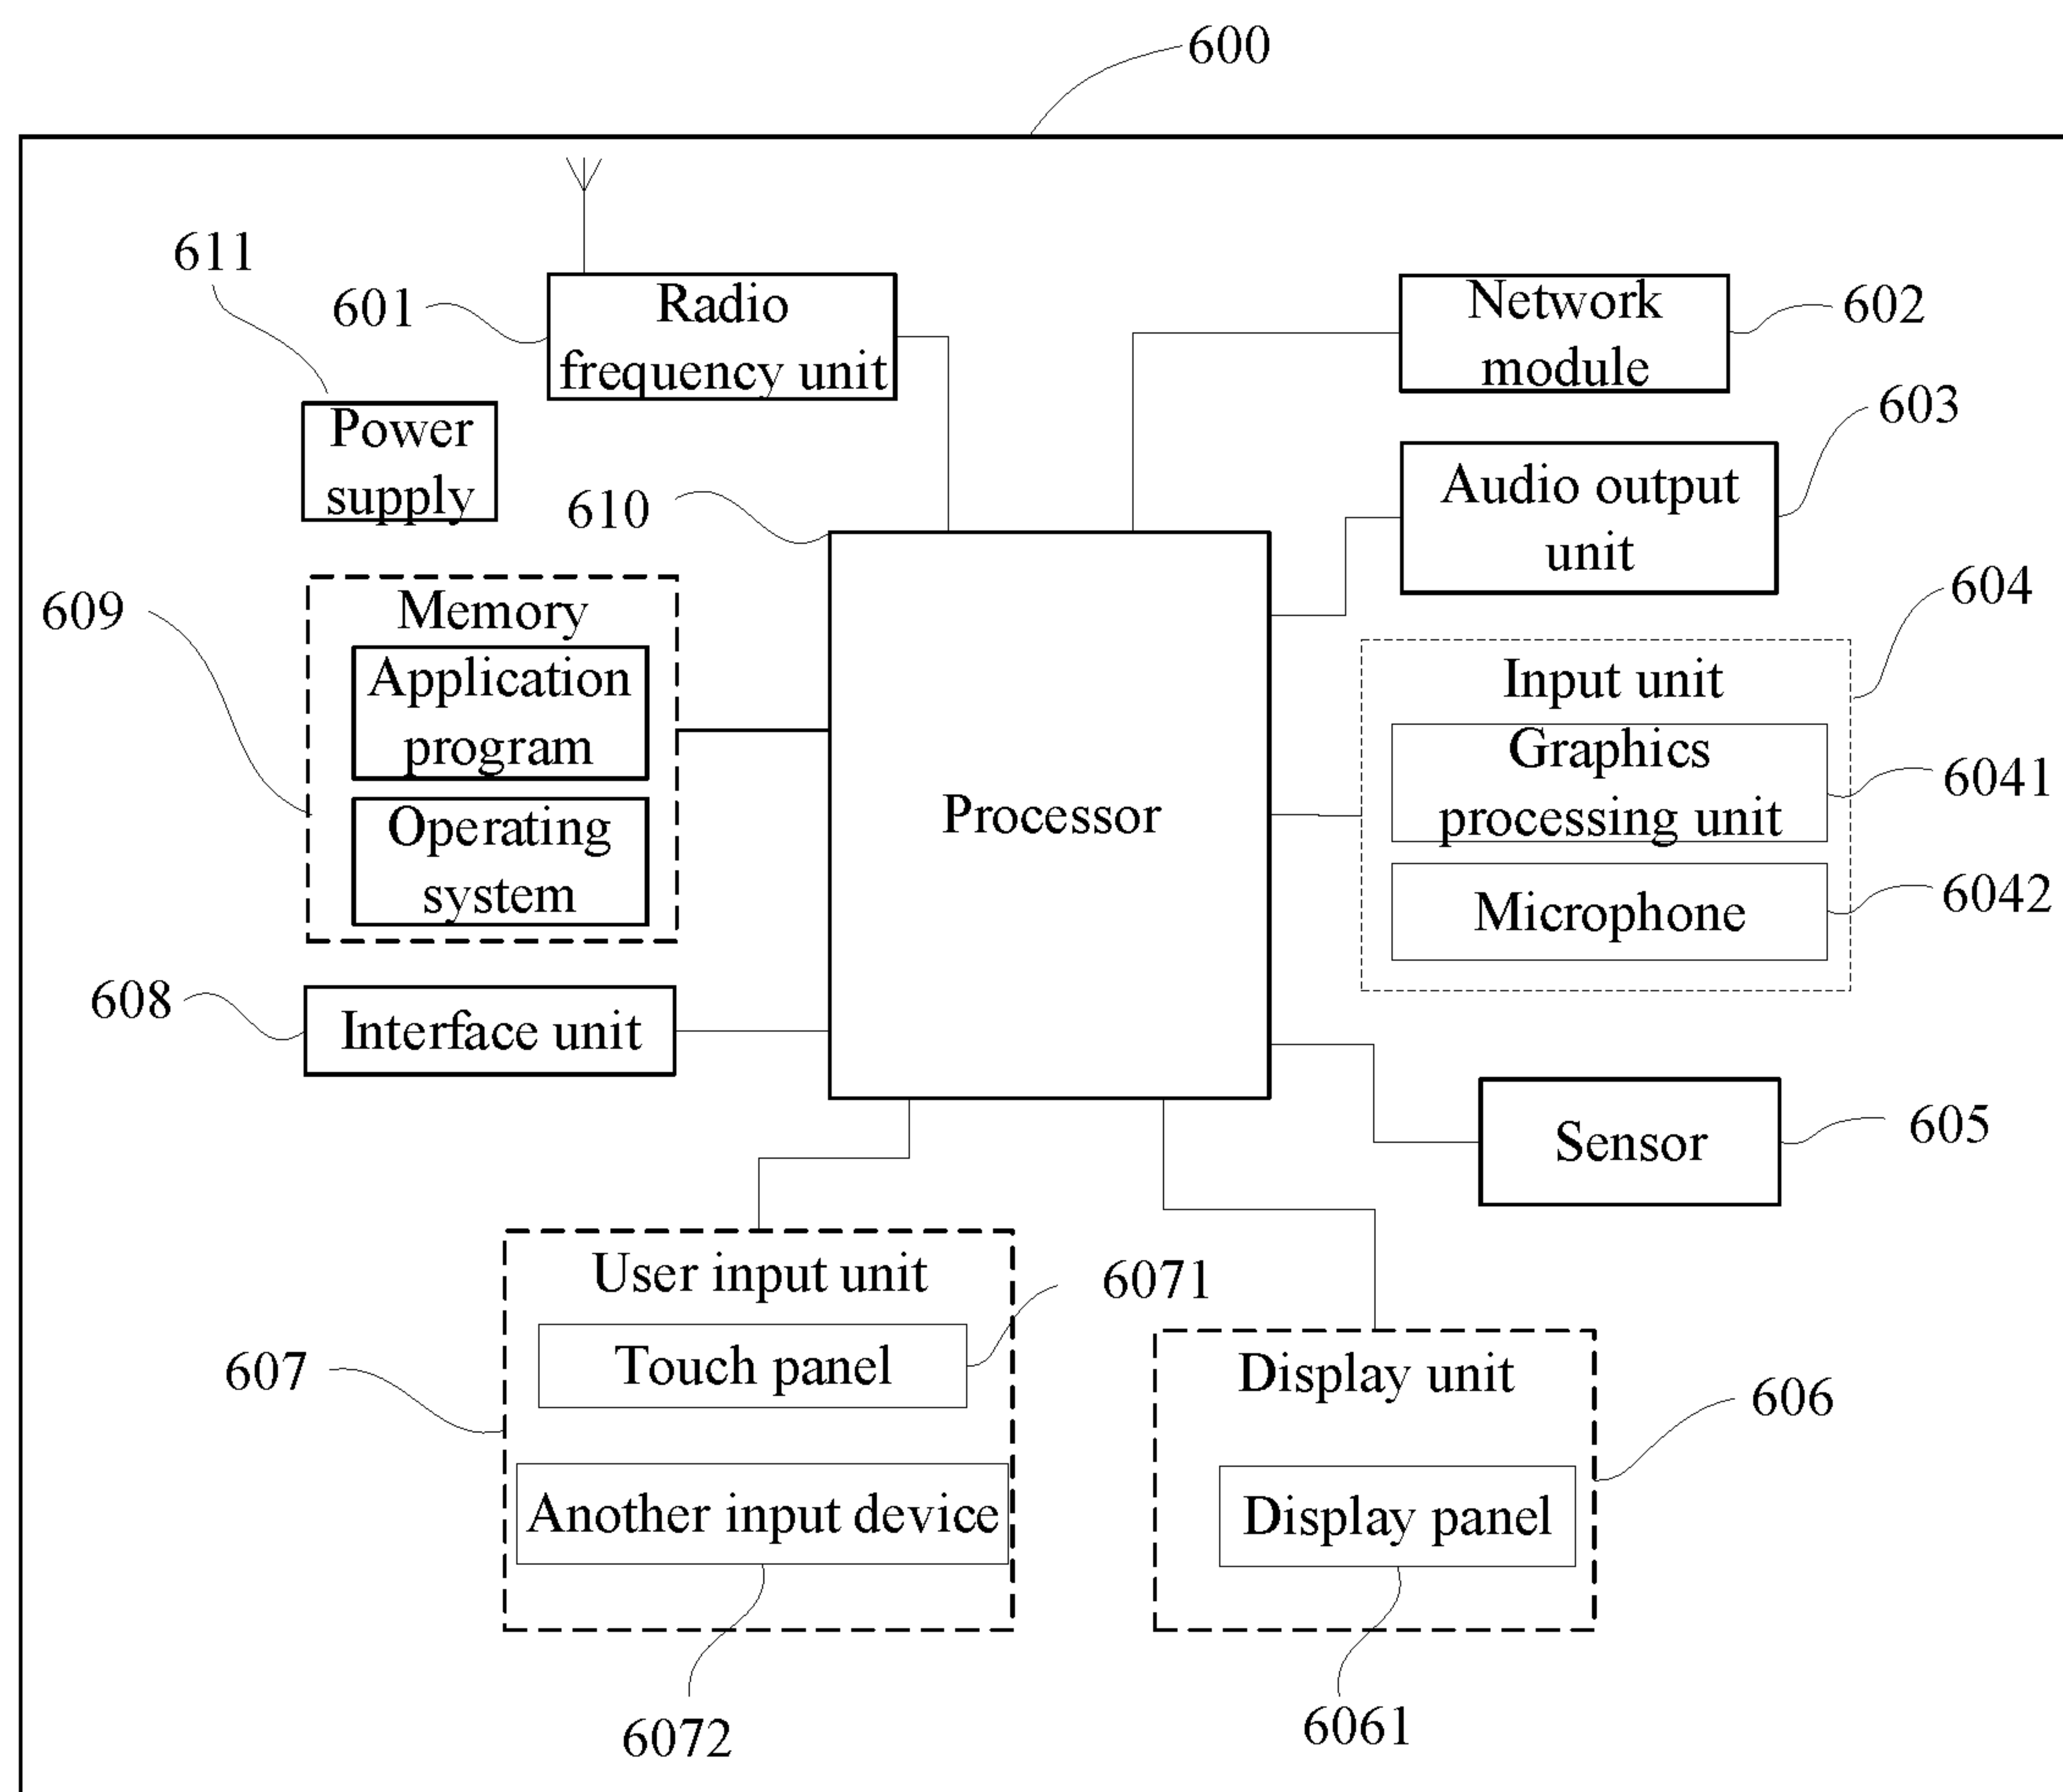 600
611
601
Radio
frequency unit
Network
module
602
603
Power
supply
610
Audio output
unit
604
609
Memory
Application
program
Operating
system
Processor
Input unit
Graphics
processing unit
6041
Microphone
6042
608
Interface unit
Sensor
605
User input unit
6071
Touch panel
607
Another input device
6072
Display unit
606
Display panel
6061